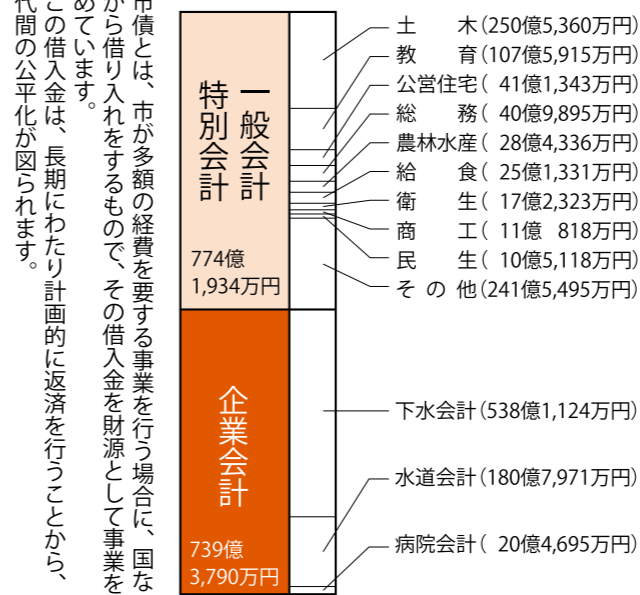 市債とは、市が多額の経費を要する事業を行う場合に、国な
から借り入れをするもので、その借入金を財源として事業を
めています。
この借入金は、長期にわたり計画的に返済を行うことから、
代間の公平化が図られます。
一般会計
特別会計
774億
1,934万円
土 木(250億5,360万円)
教 育(107億5,915万円)
公営住宅( 41億1,343万円)
総 務( 40億9,895万円)
農林水産( 28億4,336万円)
給 食( 25億1,331万円)
衛 生( 17億2,323万円)
商 工( 11億 818万円)
民 生( 10億5,118万円)
そ の 他(241億5,495万円)
企業会計
739億
3,790万円
下水会計(538億1,124万円)
水道会計(180億7,971万円)
病院会計( 20億4,695万円)